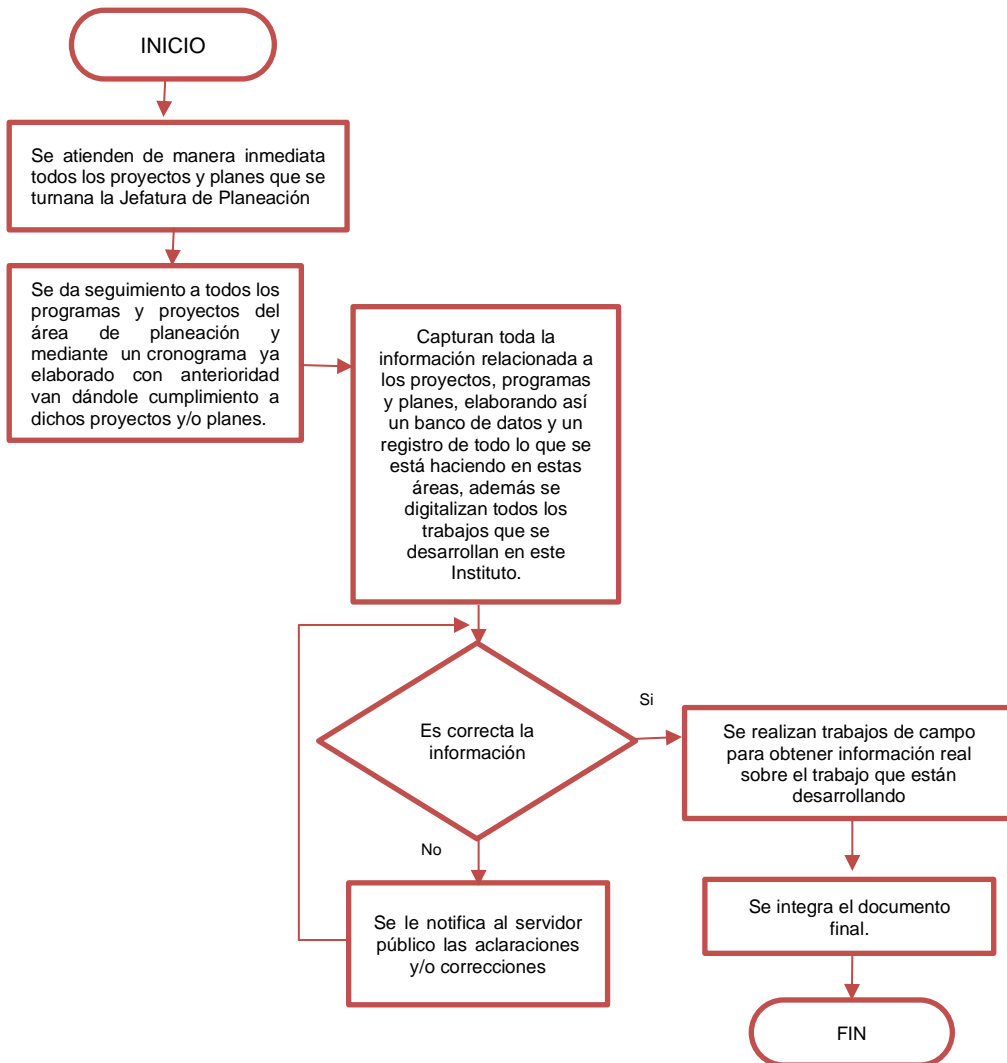 INICIO
Se atienden de manera inmediata
todos los proyectos y planes que se
turnana la Jefatura de Planeación
Se da seguimiento a todos los
programas y proyectos del
área de planeación y
mediante un cronograma ya
elaborado con anterioridad
van dándole cumplimiento a
dichos proyectos y/o planes.
Capturan toda la
información relacionada a
los proyectos, programas
y planes, elaborando así
un banco de datos y un
registro de todo lo que se
está haciendo en estas
áreas, además se
digitalizan todos los
trabajos que se
desarrollan en este
Instituto.
Es correcta la
información
Si
Se realizan trabajos de campo
para obtener información real
sobre el trabajo que están
desarrollando
No
Se le notifica al servidor
público las aclaraciones
y/o correcciones
Se integra el documento
final.
FIN